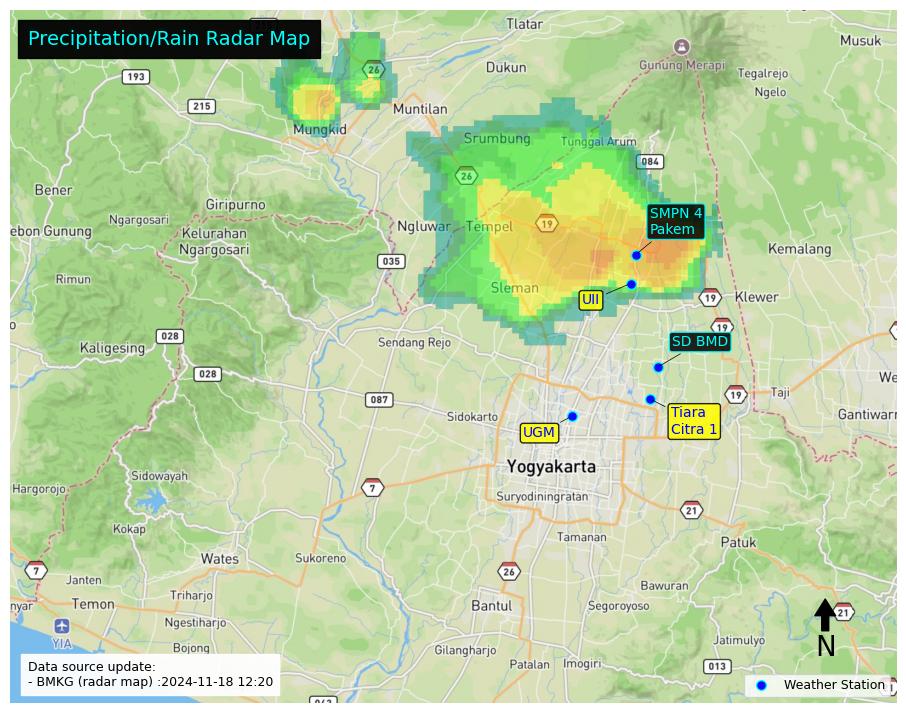 Precipitation/Rain Radar Map
Tlatar
Musuk
26
Dukun
Gunung Merapi
193
Tegalrejo
Ngelo
215
Muntilan
Mungkid
Srumbung
Tunggal Arum
084
26
Bener
Giripurno
SMPN 4
Pakem
Ngargosari
ebon Gunung
Kelurahan
Ngargosari
Ngluwar
Tempel
19
Kemalang
035
Rimun
Sleman
UII
19
Klewer
19
028
Kaligesing
Sendang Rejo
SD BMD
028
We
087
19
Taji
Sidokarto
Tiara
Citra 1
Gantiwarn
UGM
Yogyakarta
Sidowayah
Hargorojo
7
Suryodiningratan
21
Kokap
Tamanan
Patuk
Wates
Sukoreno
7
26
Janten
Bawuran
Triharjo
nyar
Temon
Bantul
Segoroyoso
21
Ngestiharjo
YIA
N
Jatimulyo
Bojong
Gilangharjo
Patalan
Imogiri
013
Data source update:
- BMKG (radar map) :2024-11-18 12:20
Weather Station